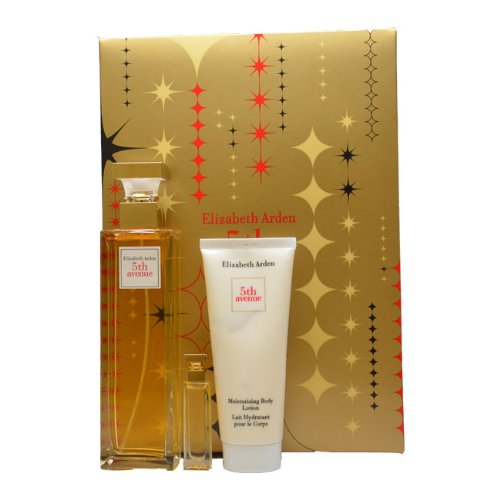 Elizabeth Arden
Elizabeth Arden
5th
avenue
Elizabeth Arden
5th
avenue
Moisturizing Body
Lotion
Lait Hydratant
pour le Corps